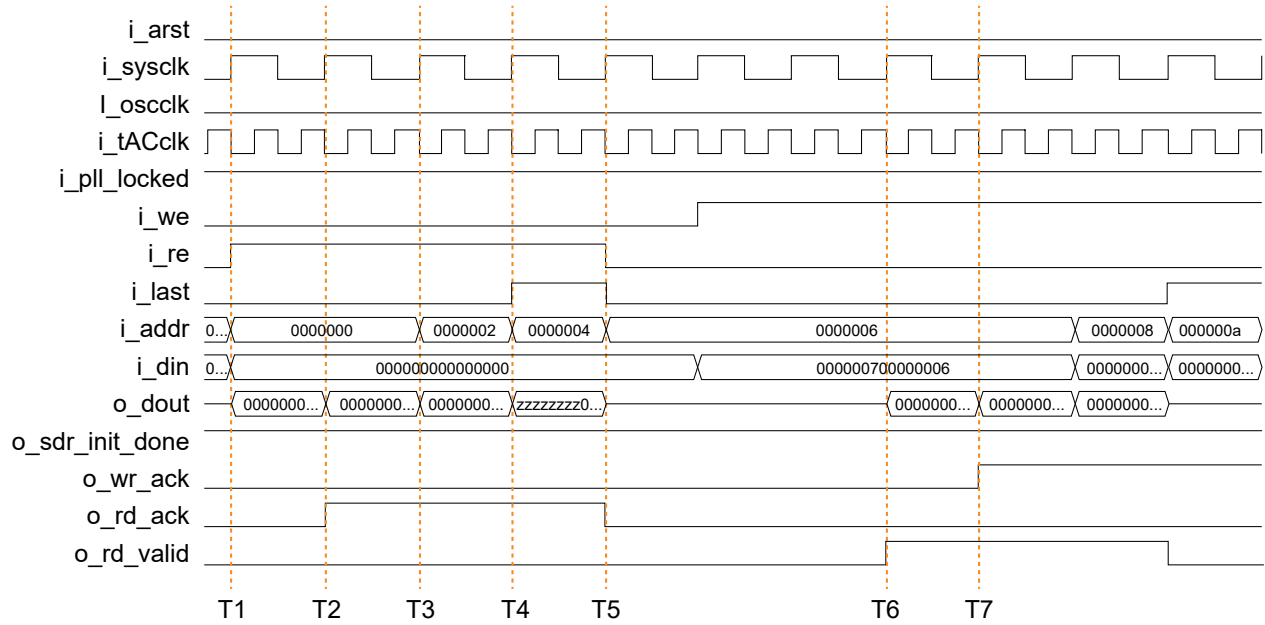 i_arst
i_sysclk
I_oscclk
i_tACclk
i_pll_locked
i_we
i_re
i_last
i_addr 0... 0000000 0000002 0000004 0000006 0000008 000000a
i_din 0... 000000000000000 000000700000006 0000000... 0000000...
o_dout 0000000... 0000000... 0000000... zzzzzzzz0... 0000000... 0000000... 0000000...
o_sdr_init_done
o_wr_ack
o_rd_ack
o_rd_valid
T1 T2 T3 T4 T5 T6 T7